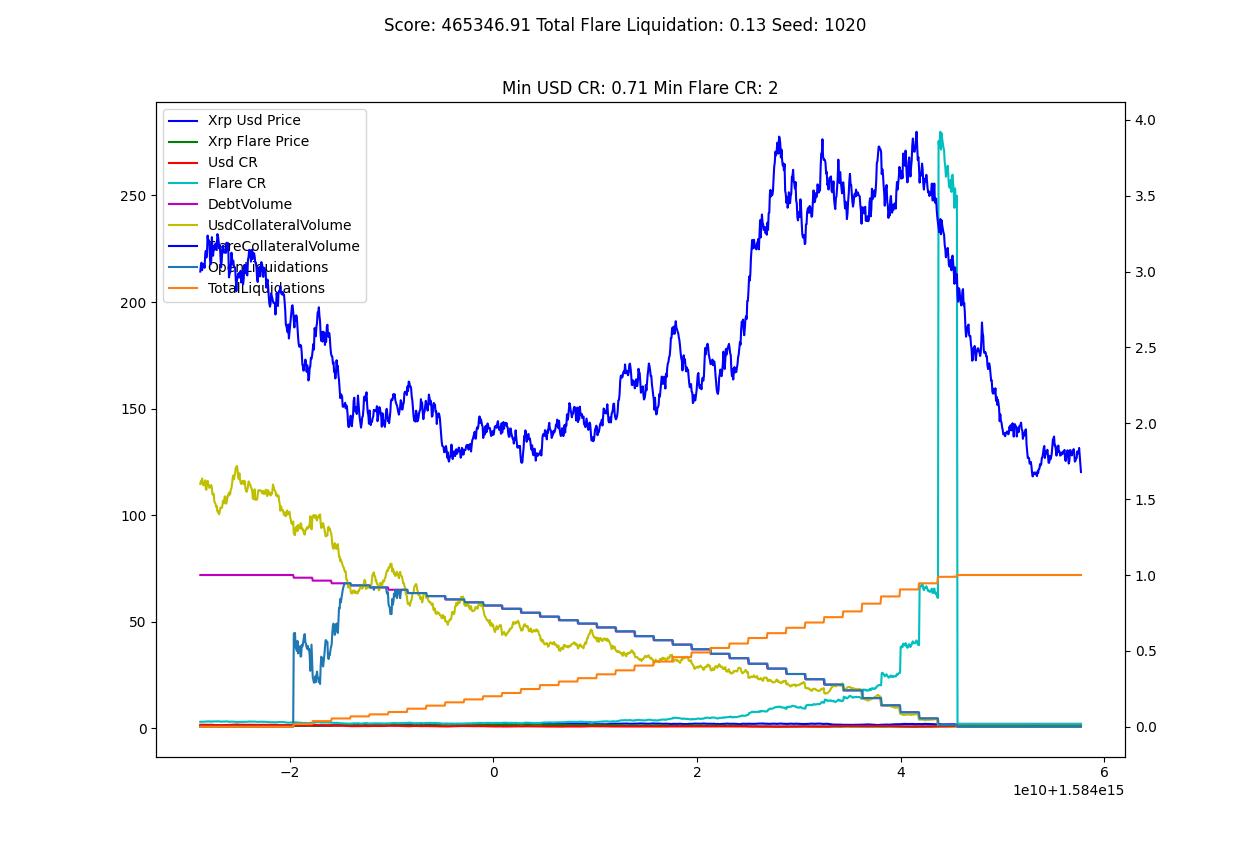 Score: 465346.91 Total Flare Liquidation: 0.13 Seed: 1020
Min USD CR: 0.71 Min Flare CR: 2
Xrp Usd Price
Xrp Flare Price
Usd CR
Flare CR
DebtVolume
UsdCollateralVolume
FlareCollateralVolume
OpenLiquidations
TotalLiquidations
250
200
150
100
50
0
4.0
3.5
3.0
2.5
2.0
1.5
1.0
0.5
0.0
−2
0
2
4
6
1e10+1.584e15